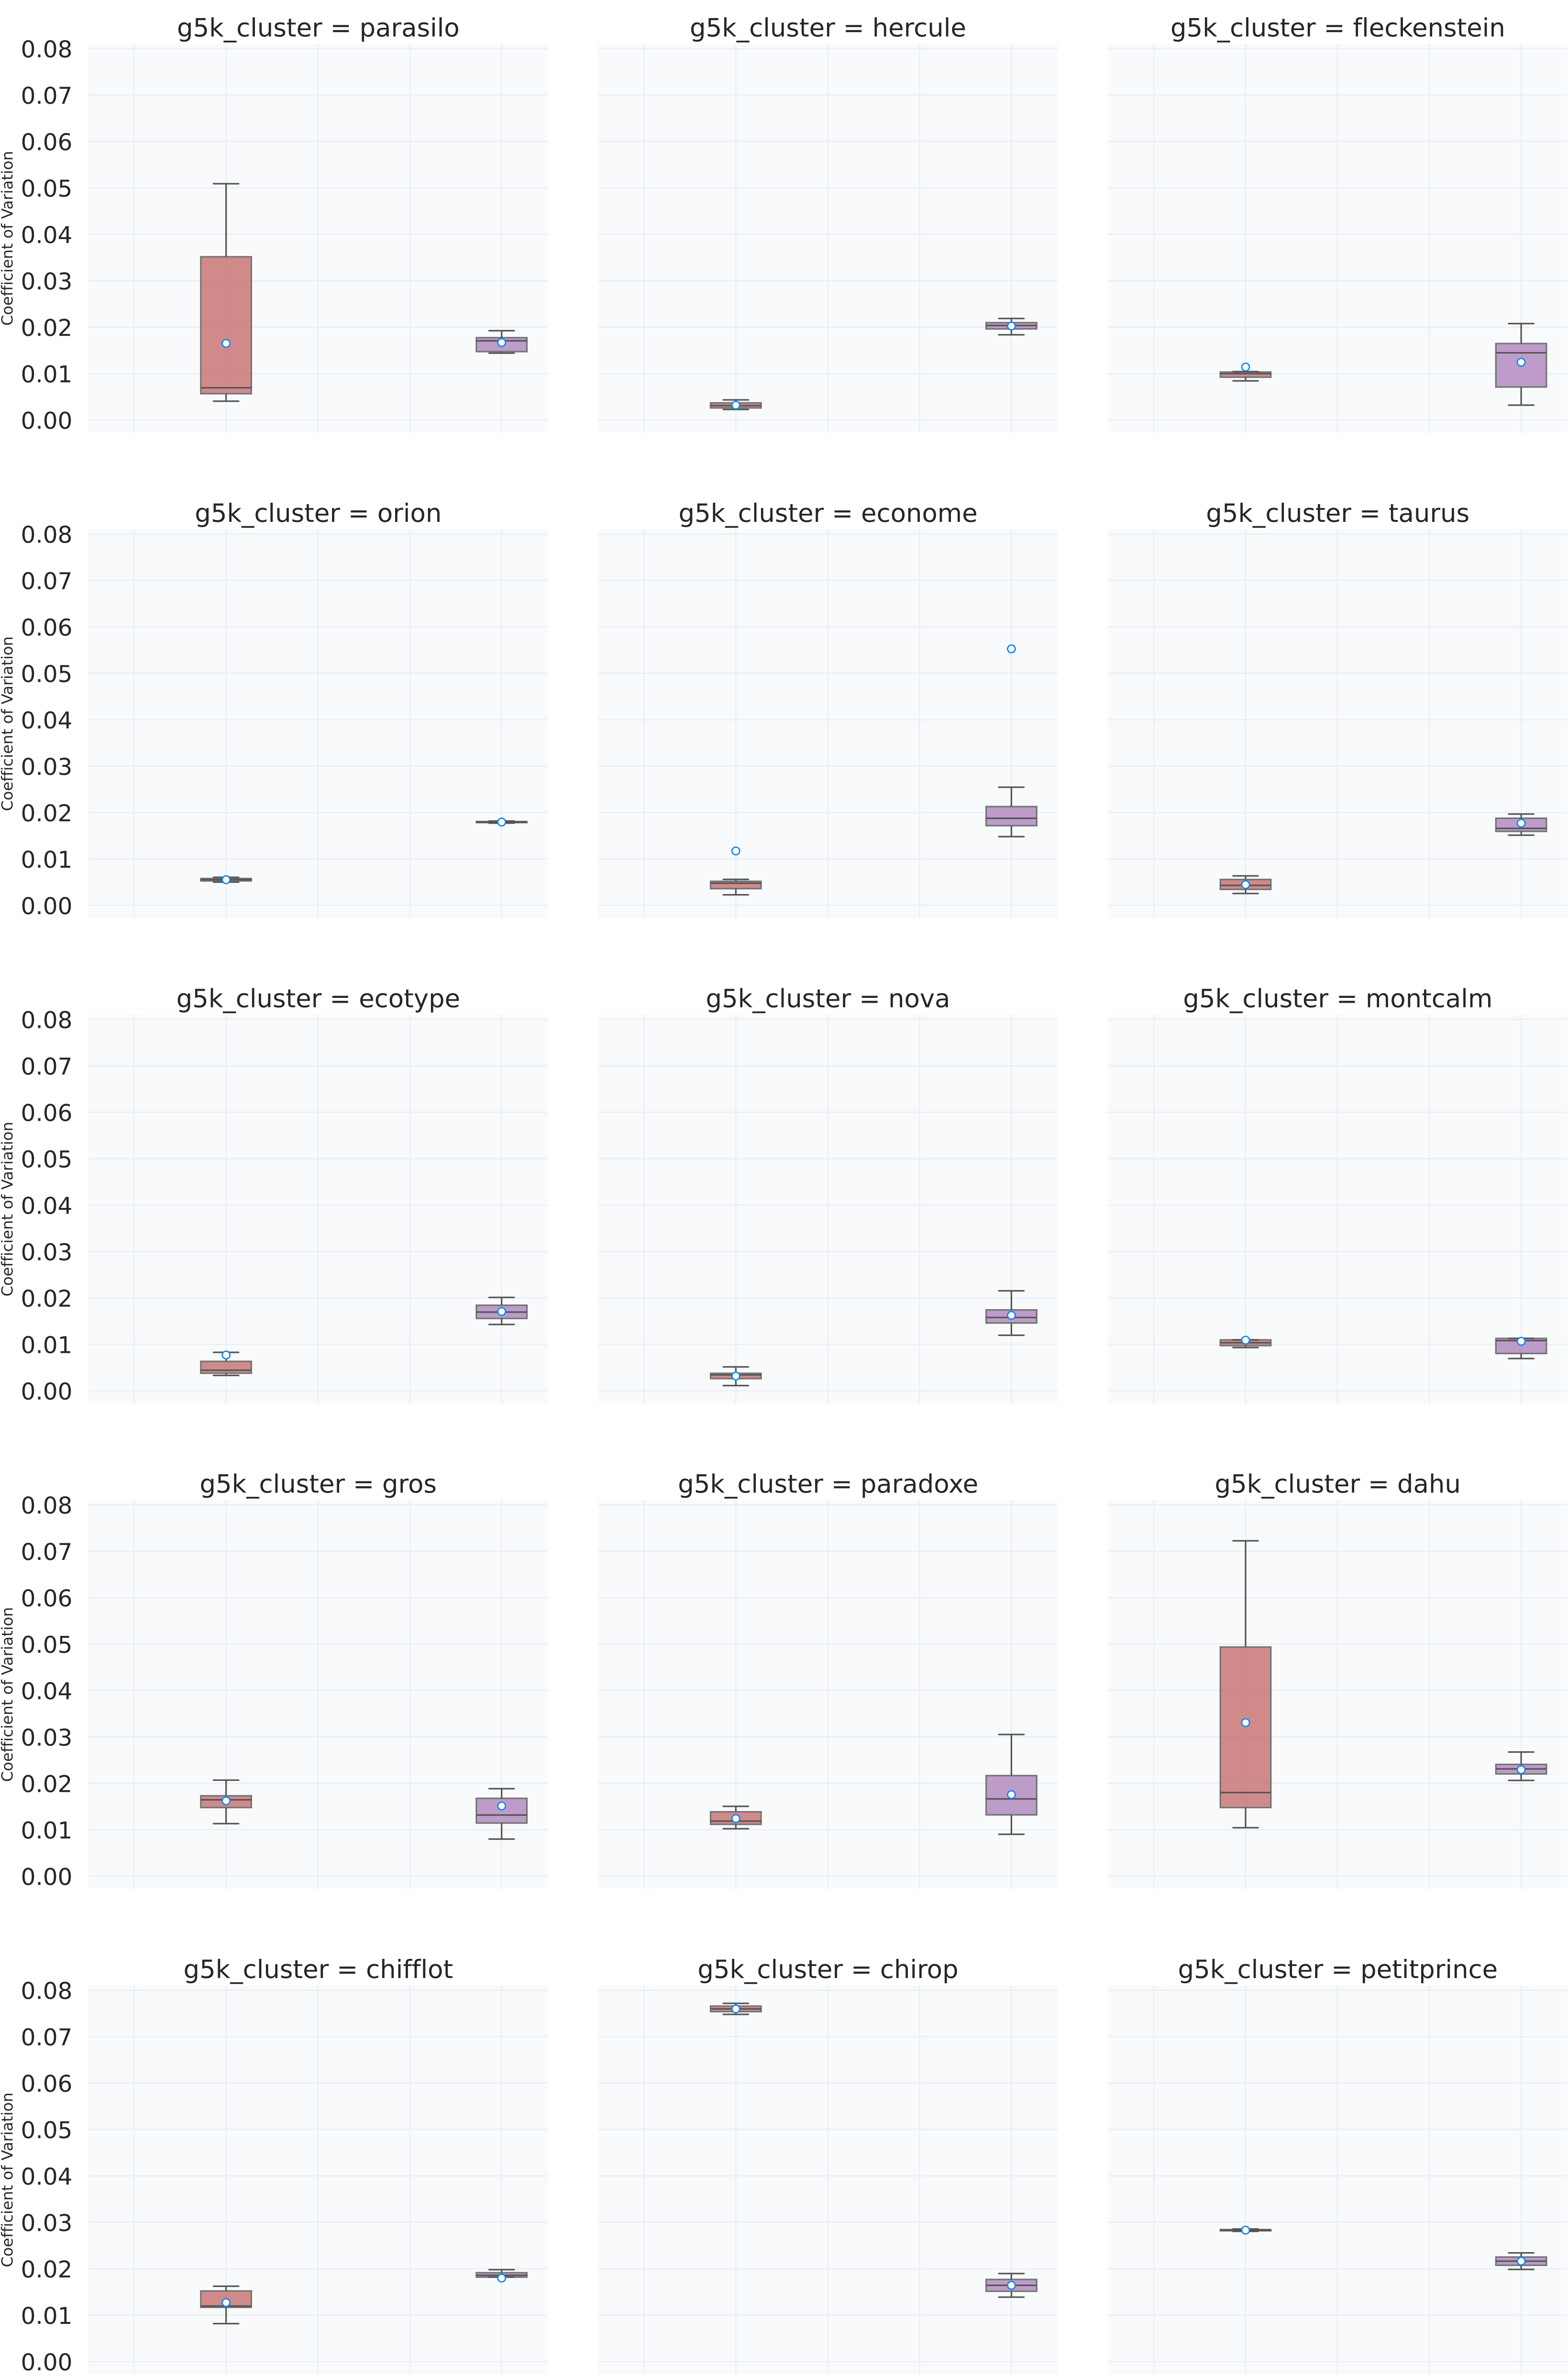 g5k_cluster = parasilo
g5k_cluster = hercule
g5k_cluster = fleckenstein
0.08
0.07
0.06
0.05
0.04
0.03
0.02
0.01
0.00
Coefficient of Variation
g5k_cluster = orion
g5k_cluster = econome
g5k_cluster = taurus
0.08
0.07
0.06
0.05
0.04
0.03
0.02
0.01
0.00
Coefficient of Variation
g5k_cluster = ecotype
g5k_cluster = nova
g5k_cluster = montcalm
0.08
0.07
0.06
0.05
0.04
0.03
0.02
0.01
0.00
Coefficient of Variation
g5k_cluster = gros
g5k_cluster = paradoxe
g5k_cluster = dahu
0.08
0.07
0.06
0.05
0.04
0.03
0.02
0.01
0.00
Coefficient of Variation
g5k_cluster = chifflot
g5k_cluster = chirop
g5k_cluster = petitprince
0.08
0.07
0.06
0.05
0.04
0.03
0.02
0.01
0.00
Coefficient of Variation